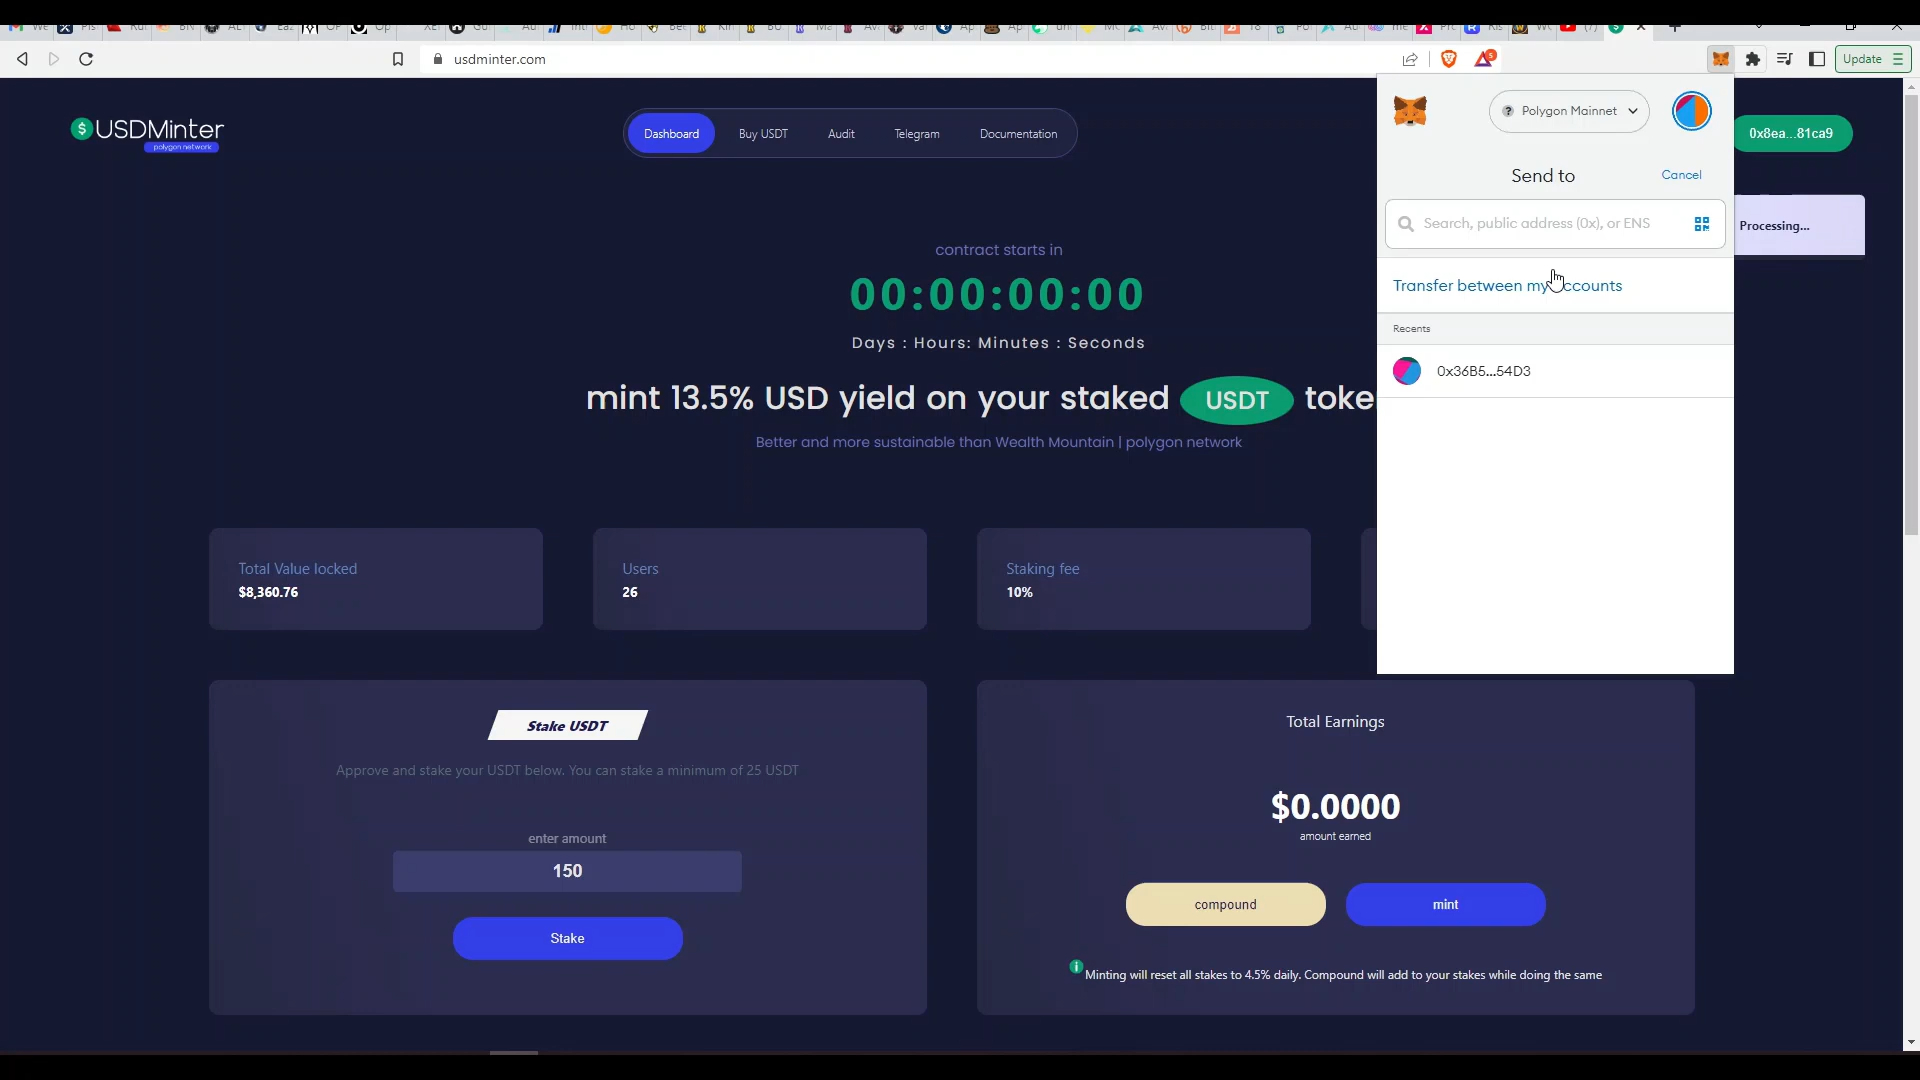 usdminter.com
Update
$ USDMinter
polygon network
Dashboard
Buy USDT
Audit
Telegram
Documentation
Polygon Mainnet
0x8ea...81ca9
Send to
Cancel
Search, public address (0x), or ENS
Processing...
Transfer between my ccounts
Recents
0x36B5...54D3
contract starts in
00:00:00:00
Days : Hours: Minutes : Seconds
mint 13.5% USD yield on your staked USDT toke
Better and more sustainable than Wealth Mountain | polygon network
Total Value locked
$8,360.76
Users
26
Staking fee
10%
Stake USDT
Approve and stake your USDT below. You can stake a minimum of 25 USDT
enter amount
150
Stake
Total Earnings
$0.0000
amount earned
compound
mint
Minting will reset all stakes to 4.5% daily. Compound will add to your stakes while doing the same